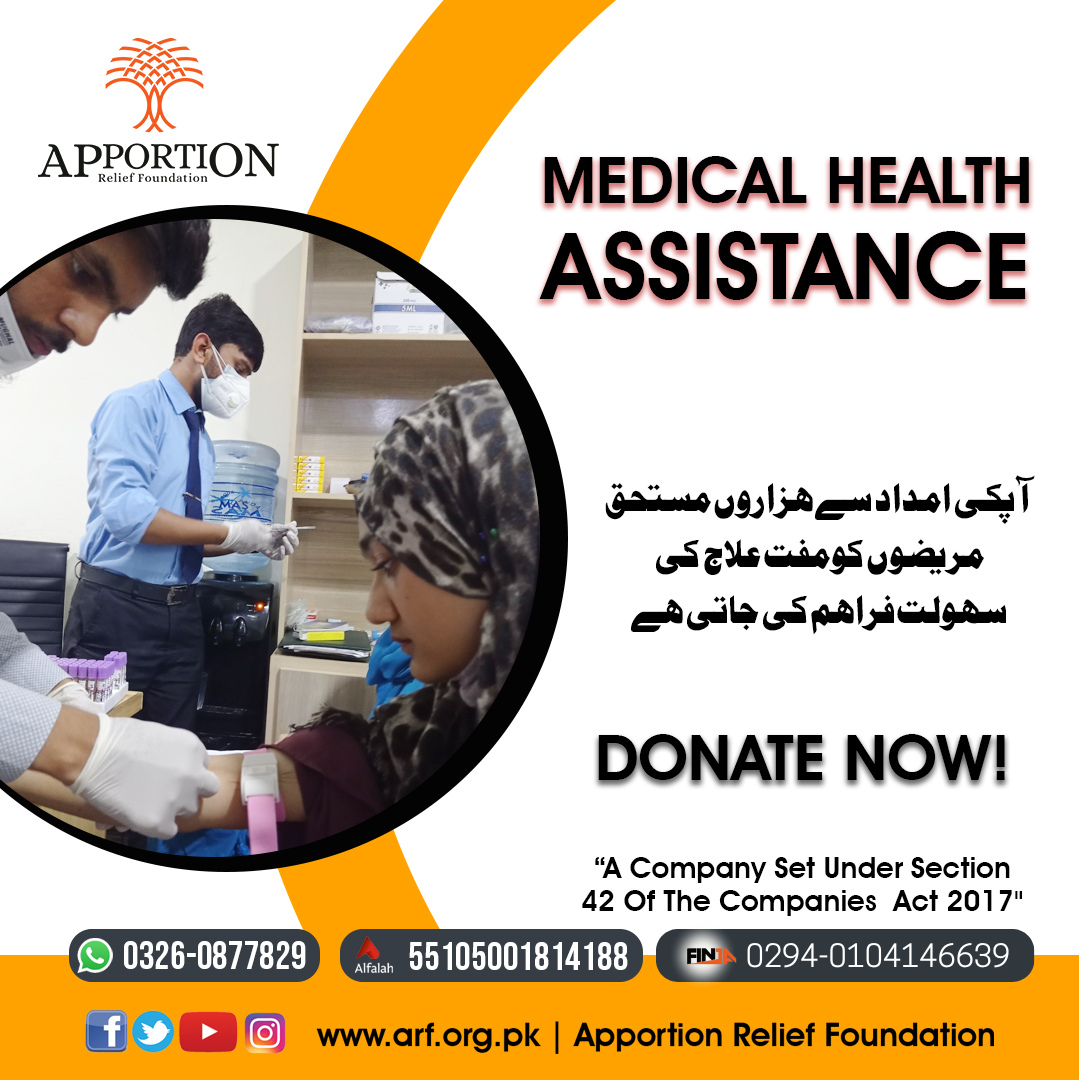 APPORTION
Relief Foundation
MEDICAL HEALTH
ASSISTANCE
5ML
MAS
آپکی امداد سے ہزاروں مستحق
مریضوں کو مفت علاج کی
سہولت فراہم کی جاتی ہے
DONATE NOW!
“A Company Set Under Section
42 Of The Companies Act 2017"
0326-0877829
Alfalah 55105001814188
FINJA 0294-0104146639
www.arf.org.pk | Apportion Relief Foundation